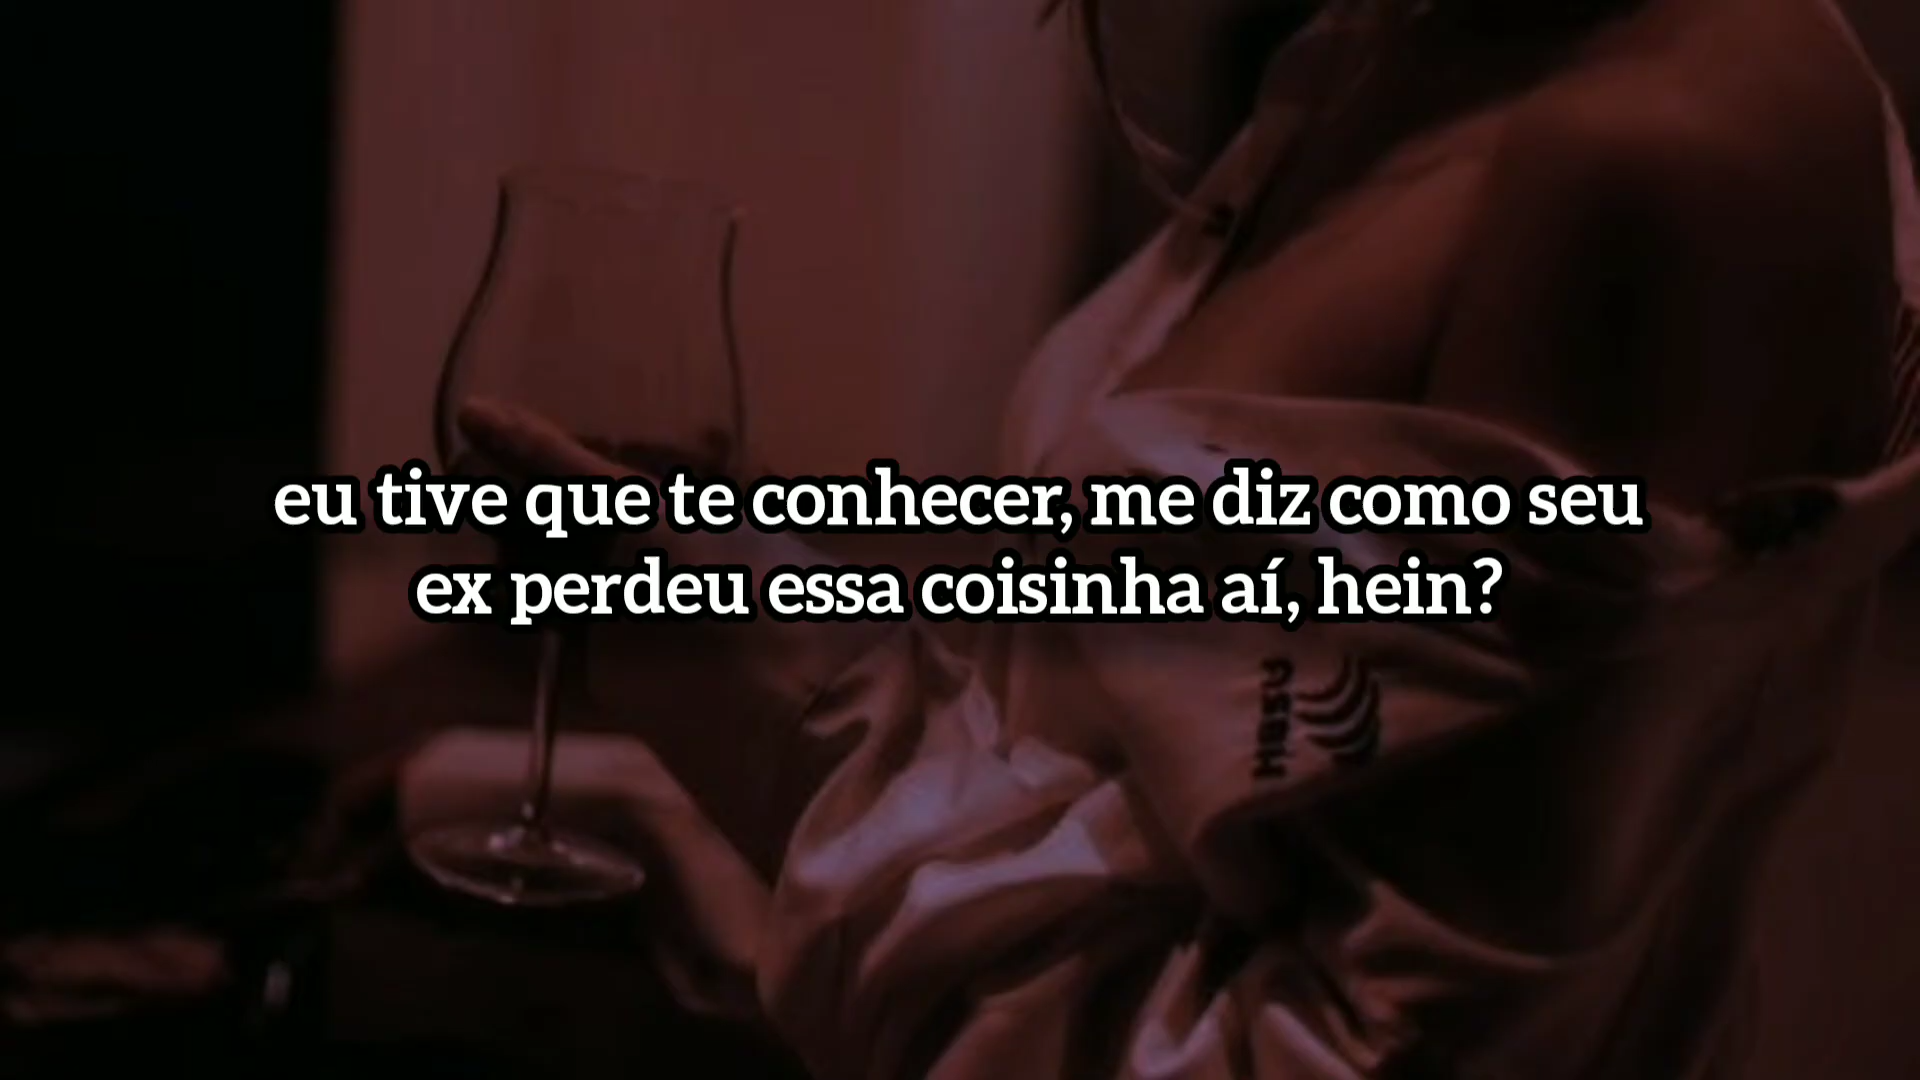 eu tive que te conhecer, me diz como seu
ex perdeu essa coisinha aí, hein?